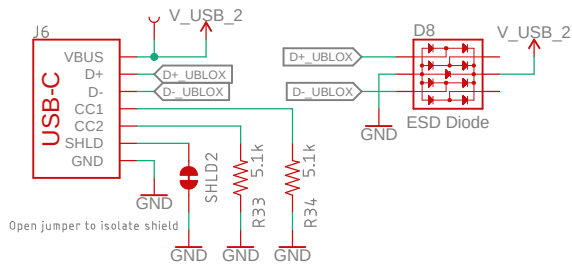 J6
V_USB_2
USB-C
VBUS
D+
D-
CC1
CC2
SHLD
GND
D+_UBLOX
D-_UBLOX
GND
SHLD2
5.1k
R33
5.1k
R34
Open jumper to isolate shield
GND
GND
GND
D8
V_USB_2
D+_UBLOX
D-_UBLOX
GND
ESD Diode